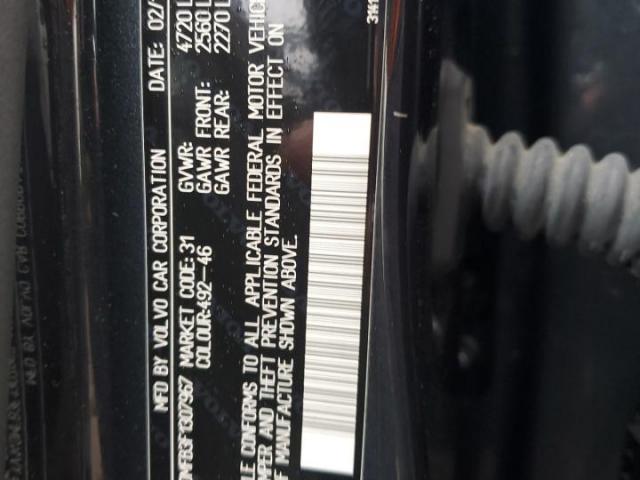 MFD BY VOLVO CAR CORPORATION DATE: 02/
GVWR: 4720 L
GAWR FRONT: 2560 L
GAWR REAR: 2270 L
MARKET CODE: 31
COLOUR: 492-46
LE CONFORMS TO ALL APPLICABLE FEDERAL MOTOR VEHIC
MPER AND THEFT PREVENTION STANDARDS IN EFFECT ON
F MANUFACTURE SHOWN ABOVE.